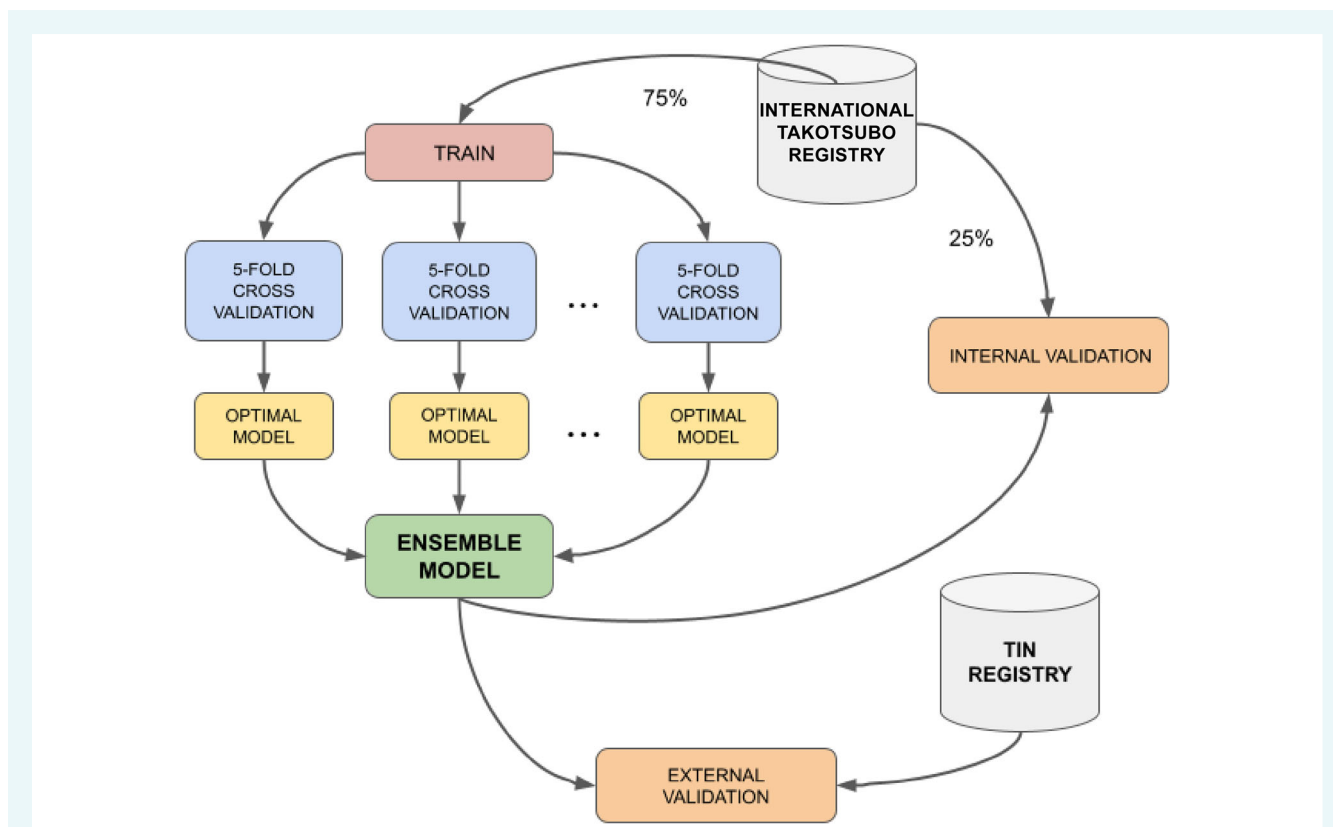 75%
INTERNATIONAL
TAKOTSUBO
REGISTRY
TRAIN
25%
5-FOLD
CROSS
VALIDATION
5-FOLD
CROSS
VALIDATION
...
5-FOLD
CROSS
VALIDATION
INTERNAL VALIDATION
OPTIMAL
MODEL
OPTIMAL
MODEL
...
OPTIMAL
MODEL
ENSEMBLE
MODEL
TIN
REGISTRY
EXTERNAL
VALIDATION